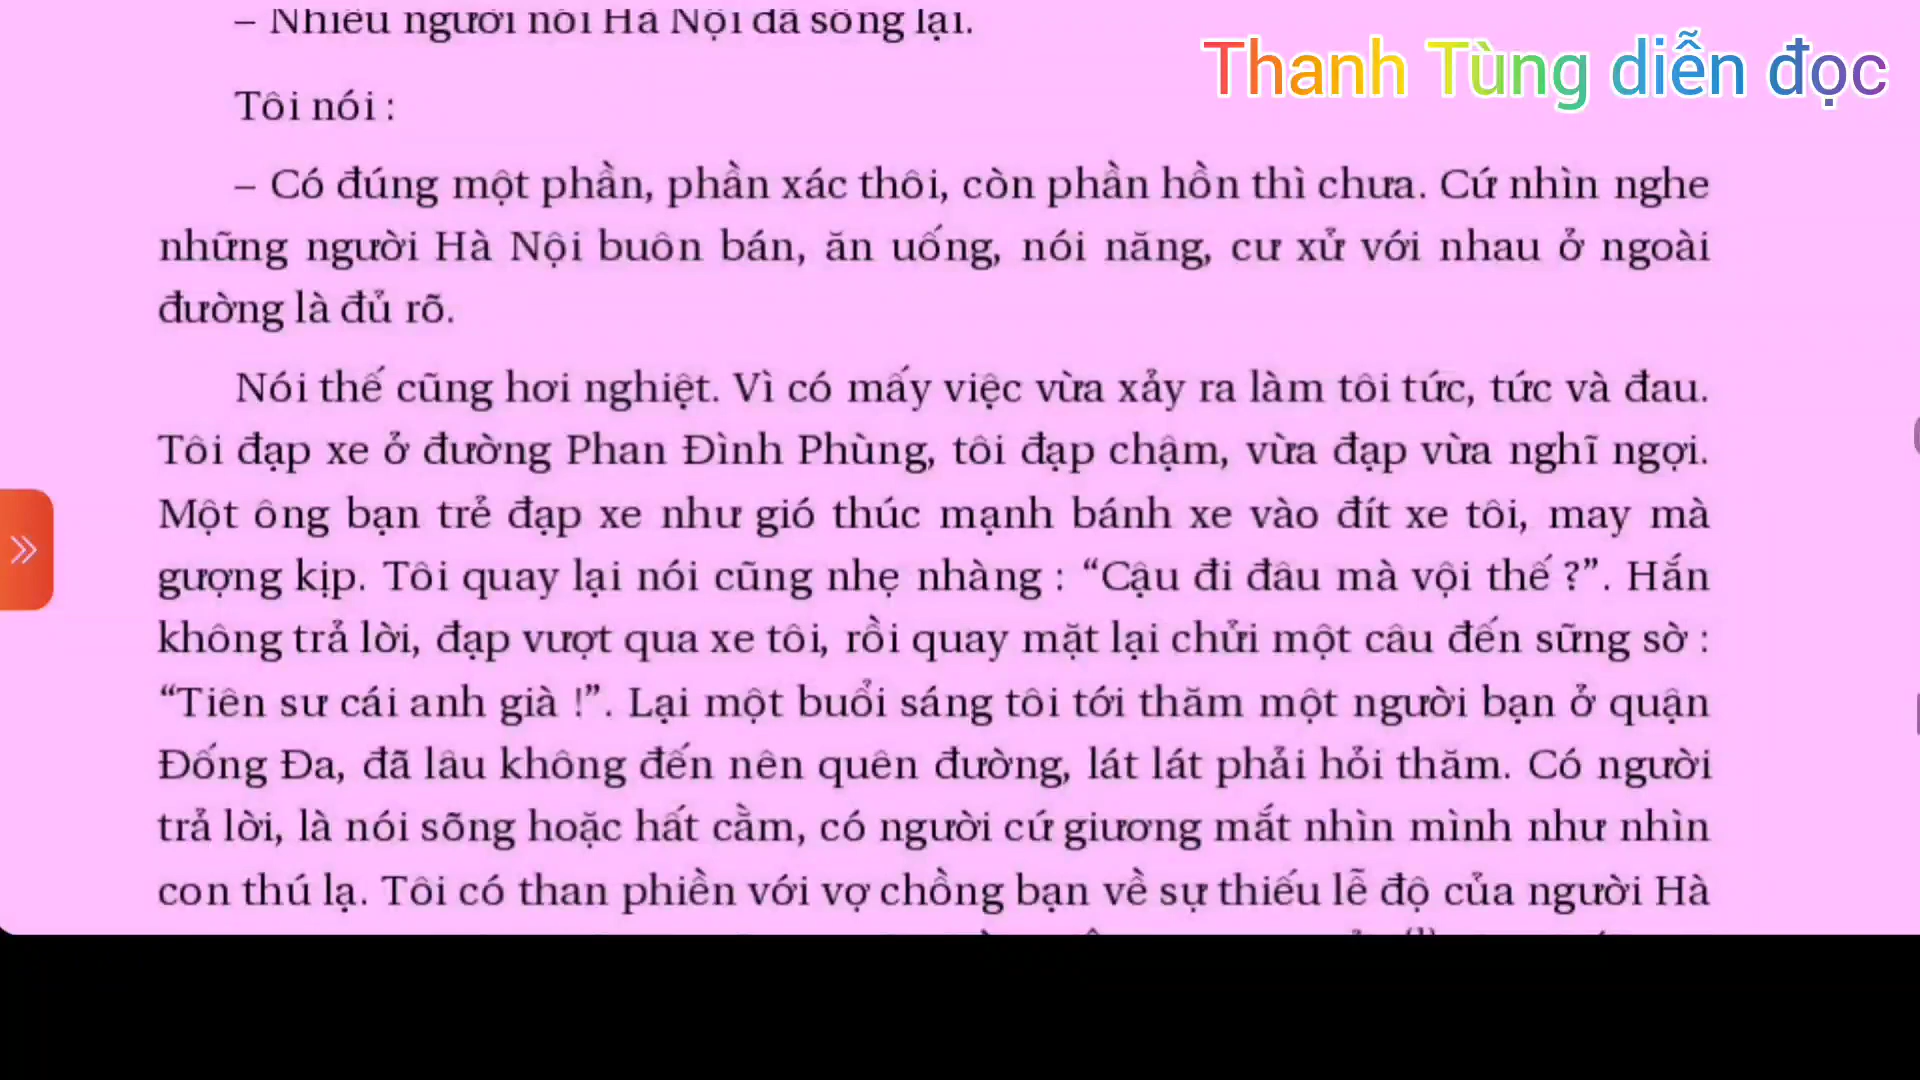 – Nhiều người nói Hà Nội đã sống lại.
Thanh Tùng diễn đọc
Tôi nói :
– Có đúng một phần, phần xác thôi, còn phần hồn thì chưa. Cứ nhìn nghe
những người Hà Nội buôn bán, ăn uống, nói năng, cư xử với nhau ở ngoài
đường là đủ rõ.
Nói thế cũng hơi nghiệt. Vì có mấy việc vừa xảy ra làm tôi tức, tức và đau.
Tôi đạp xe ở đường Phan Đình Phùng, tôi đạp chậm, vừa đạp vừa nghĩ ngợi.
Một ông bạn trẻ đạp xe như gió thúc mạnh bánh xe vào đít xe tôi, may mà
gượng kịp. Tôi quay lại nói cũng nhẹ nhàng : “Cậu đi đâu mà vội thế ?”. Hắn
không trả lời, đạp vượt qua xe tôi, rồi quay mặt lại chửi một câu đến sững sờ :
“Tiên sư cái anh già !”. Lại một buổi sáng tôi tới thăm một người bạn ở quận
Đống Đa, đã lâu không đến nên quên đường, lát lát phải hỏi thăm. Có người
trả lời, là nói sõng hoặc hất cằm, có người cứ giương mắt nhìn mình như nhìn
con thú lạ. Tôi có than phiền với vợ chồng bạn về sự thiếu lễ độ của người Hà